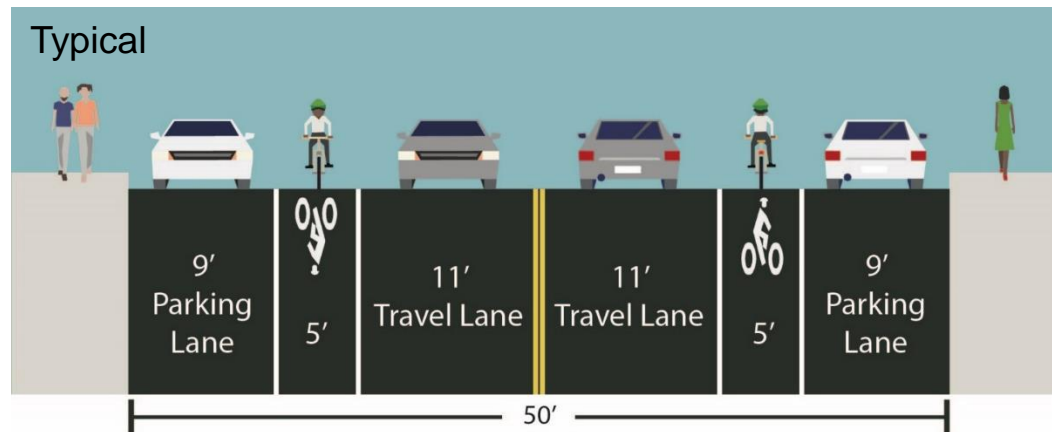 Typical
9′
Parking
Lane
5′
11′
Travel Lane
11′
Travel Lane
5′
9′
Parking
Lane
50′